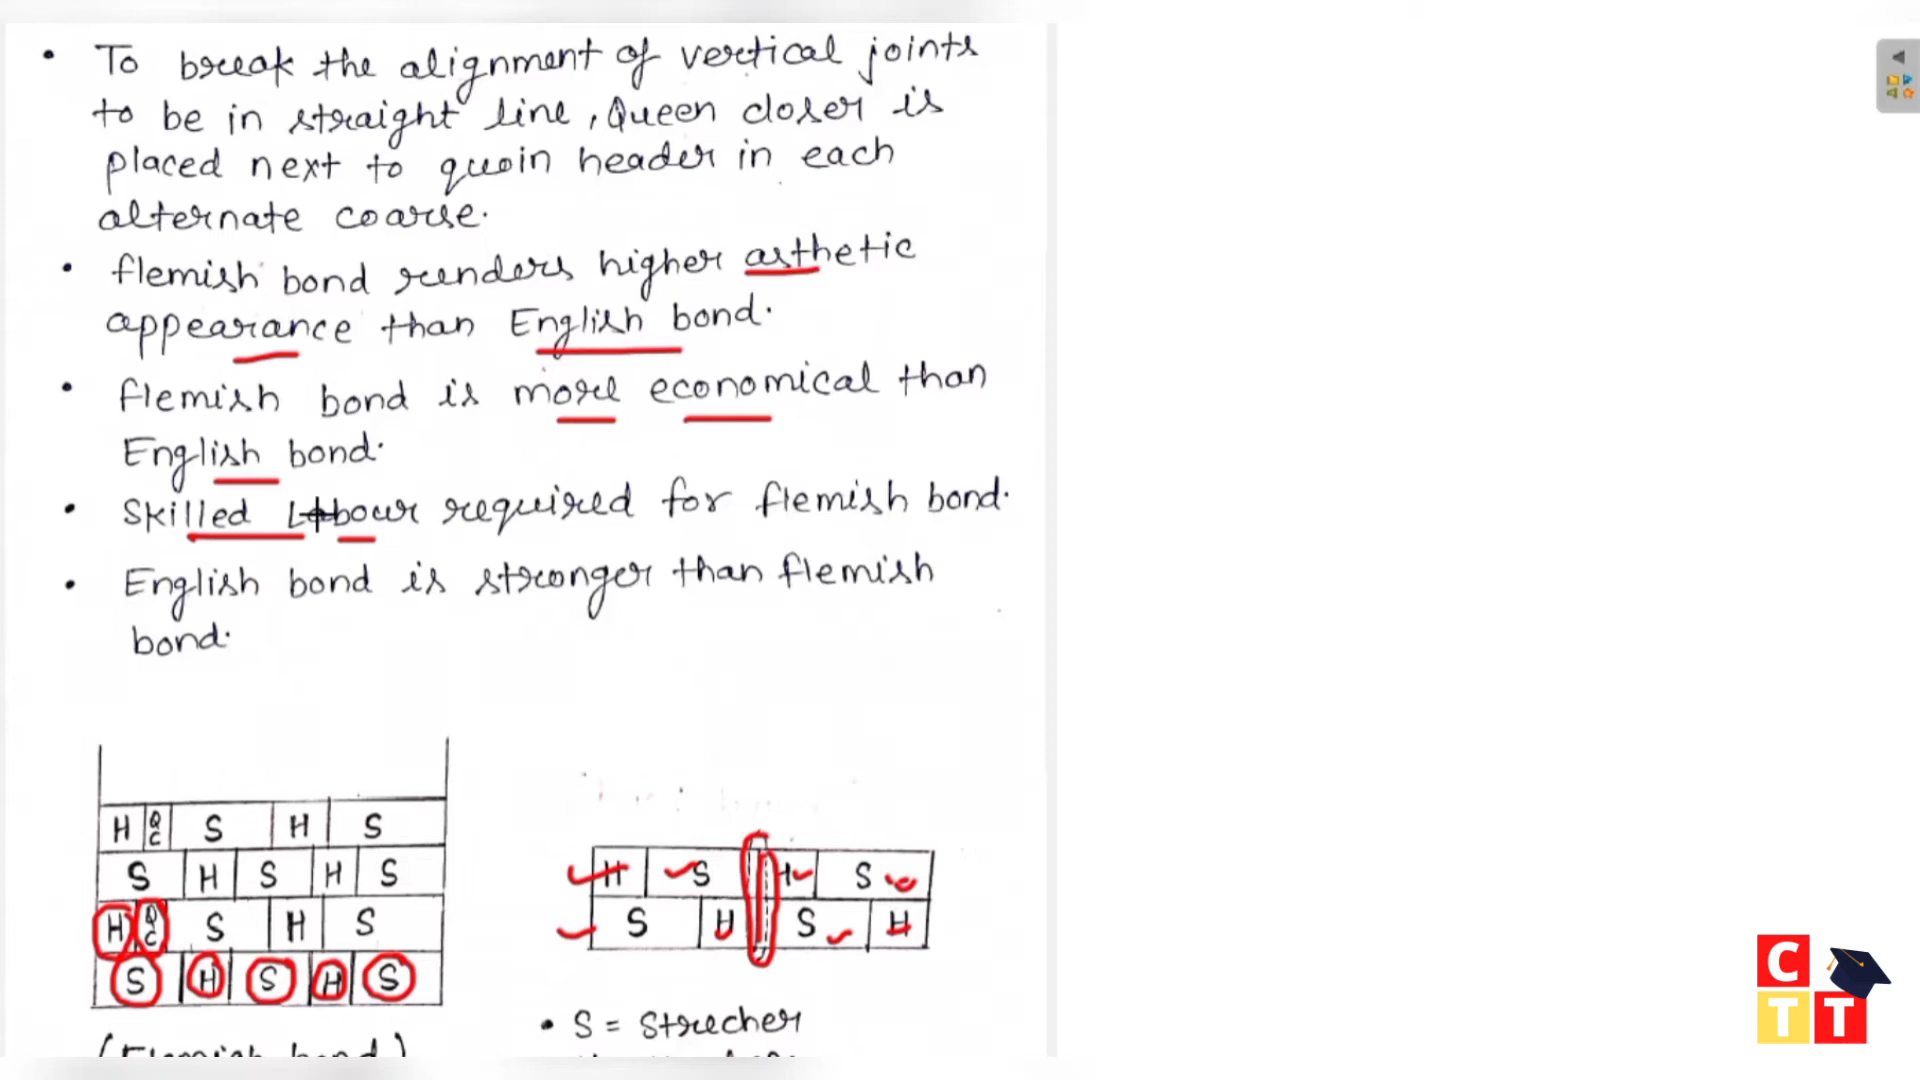 • To break the alignment of vertical joints
to be in straight line, Queen closer is
placed next to quoin header in each
alternate coarse.
• flemish bond renders higher asthetic
appearance than English bond.
• flemish bond is more economical than
English bond.
• Skilled Labour required for flemish bond.
• English bond is stronger than flemish
bond.
H QC S H S
S H S H S
H QC S H S
S H S H S
H S H S
S H S H
• S = Strecher
(Flemish bond)
C
T T